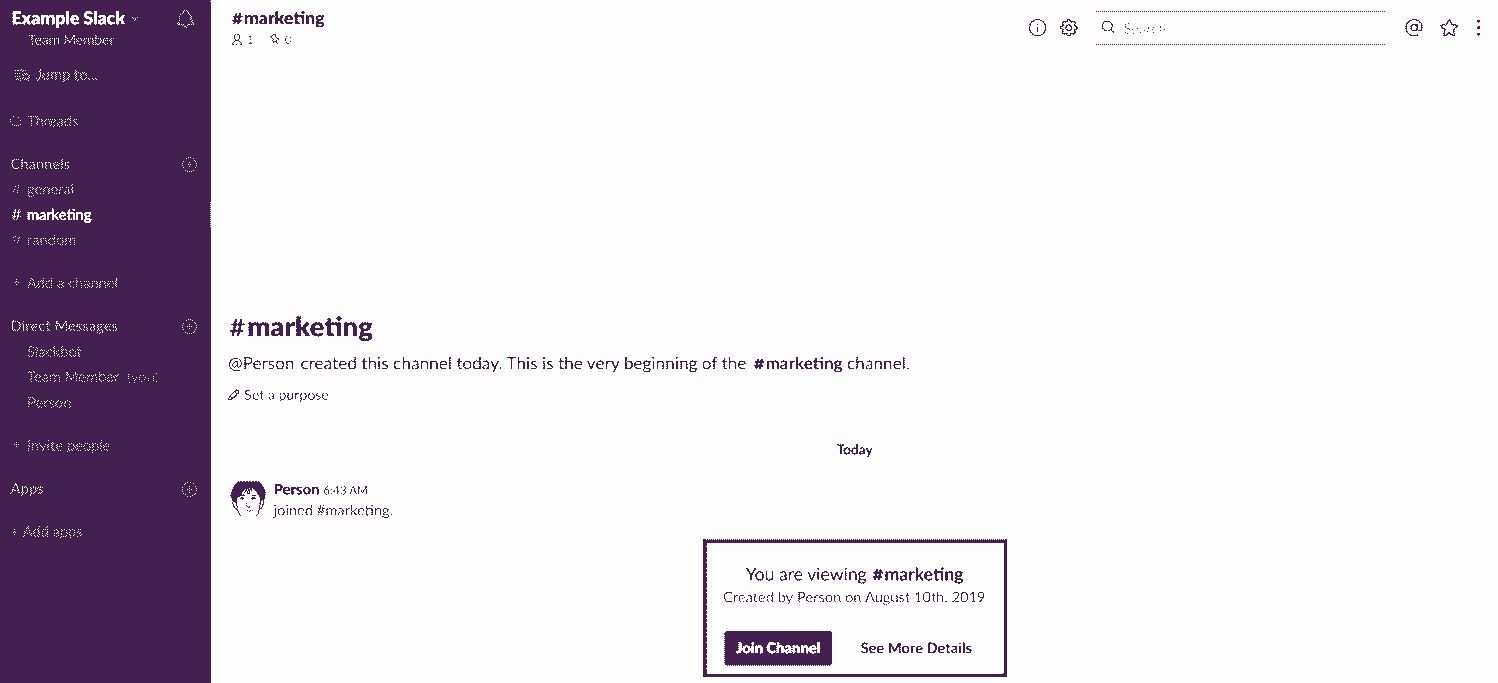 Example Slack
Team Member
Jump to...
Threads
Channels
# general
# marketing
# random
+ Add a channel
Direct Messages
Slackbot
Team Member (you)
Person
+ Invite people
Apps
+ Add apps
#marketing
1 0
Search
#marketing
@Person created this channel today. This is the very beginning of the #marketing channel.
Set a purpose
Today
Person 6:43 AM
joined #marketing.
You are viewing #marketing
Created by Person on August 10th, 2019
Join Channel See More Details